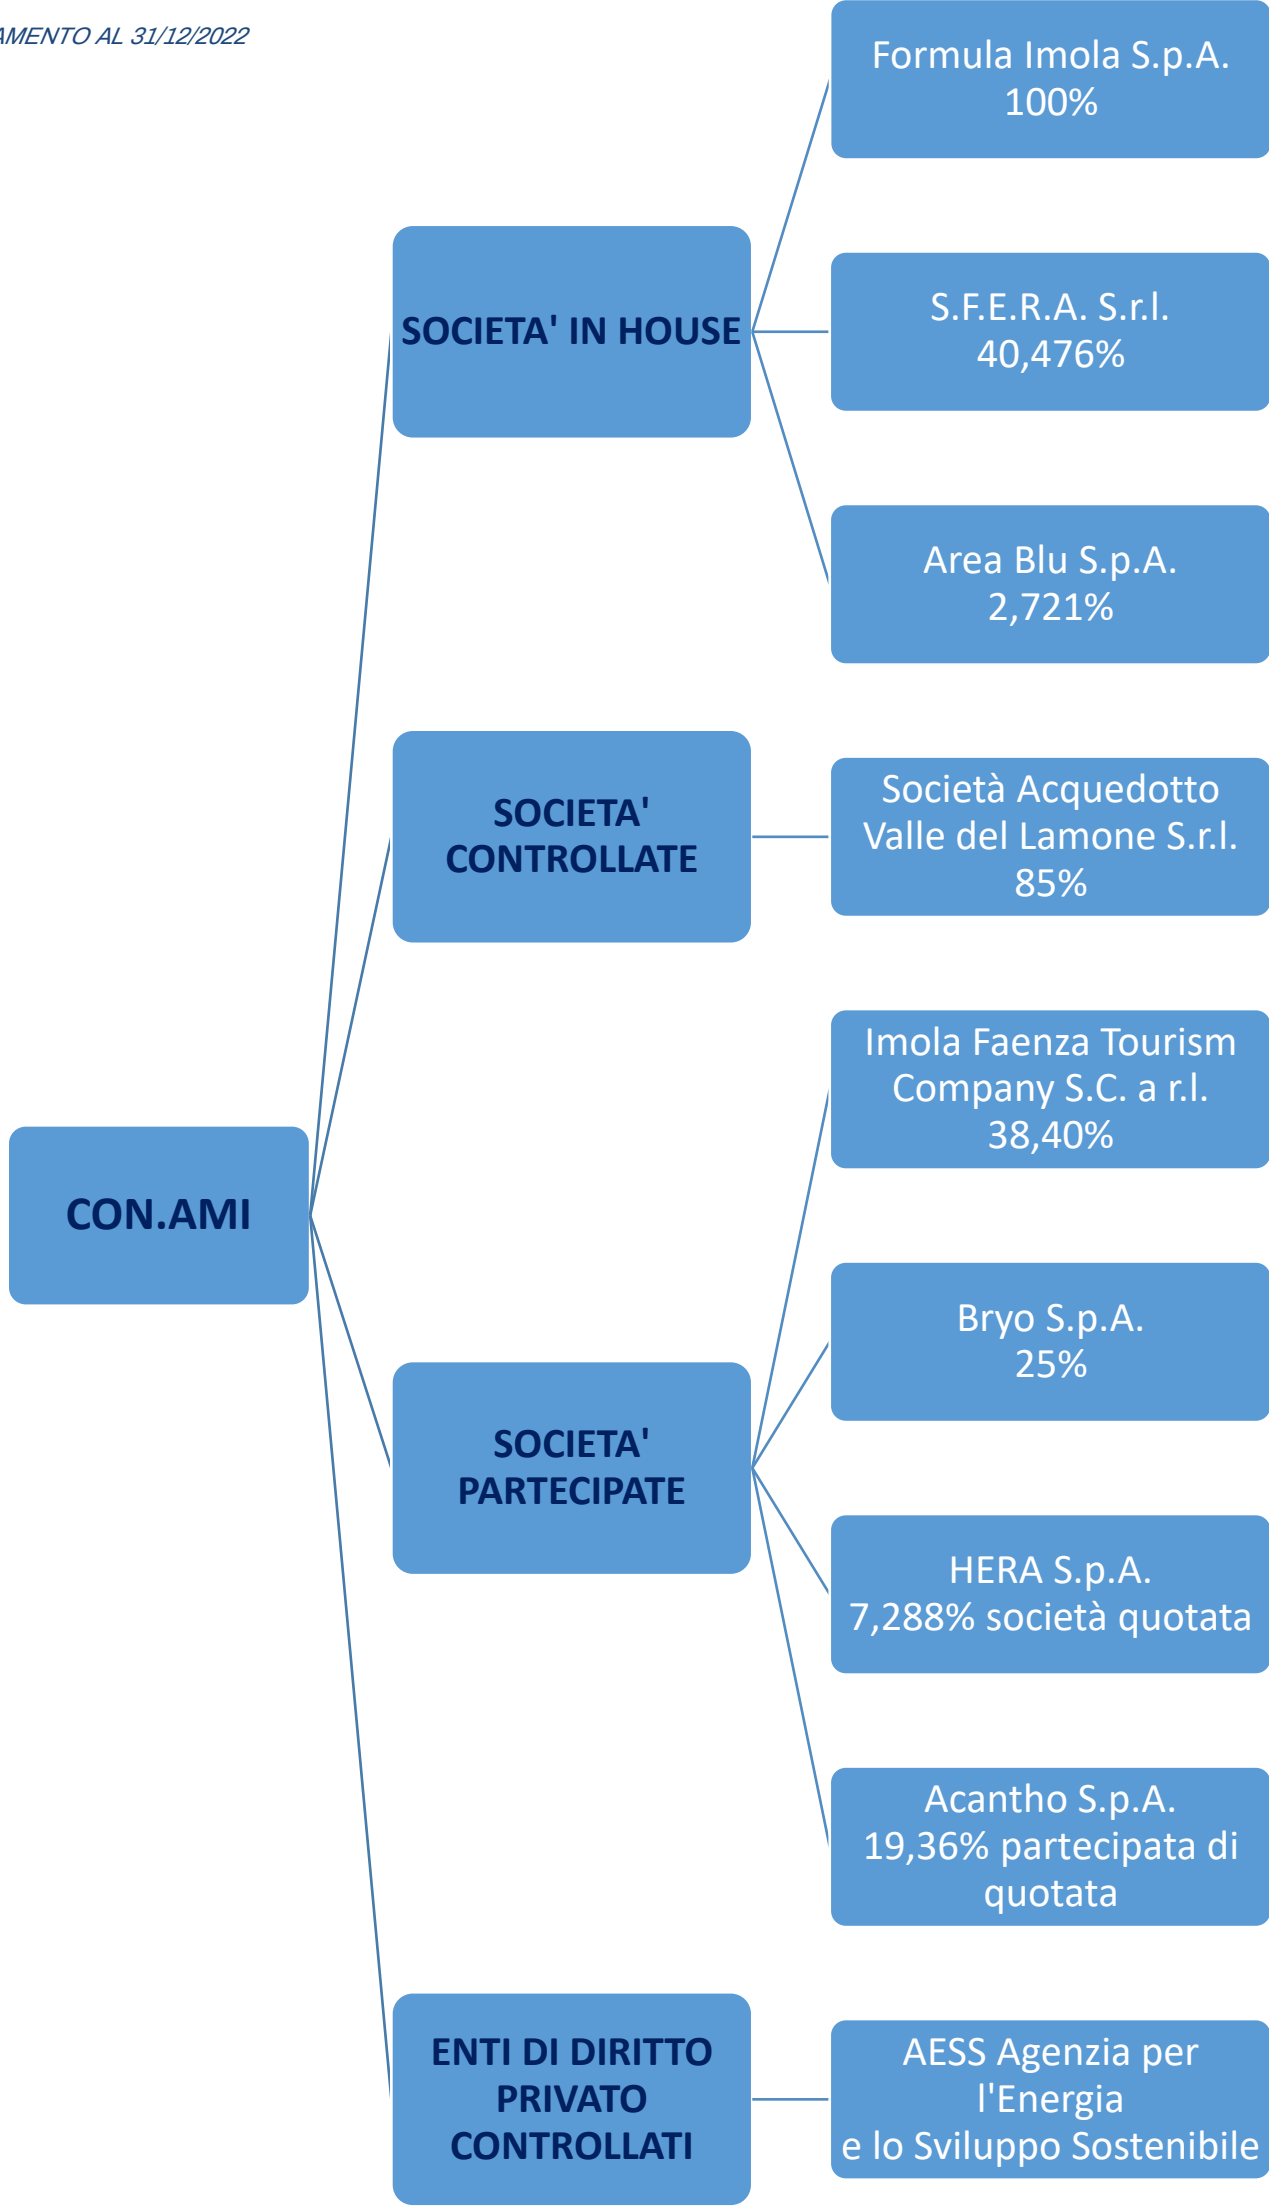 AMENTO AL 31/12/2022
Formula Imola S.p.A.
100%
SOCIETA' IN HOUSE
S.F.E.R.A. S.r.l.
40,476%
Area Blu S.p.A.
2,721%
SOCIETA'
CONTROLLATE
Società Acquedotto
Valle del Lamone S.r.l.
85%
CON.AMI
SOCIETA'
PARTECIPATE
Imola Faenza Tourism
Company S.C. a r.l.
38,40%
Bryo S.p.A.
25%
HERA S.p.A.
7,288% società quotata
Acantho S.p.A.
19,36% partecipata di
quotata
ENTI DI DIRITTO
PRIVATO
CONTROLLATI
AESS Agenzia per
l'Energia
e lo Sviluppo Sostenibile